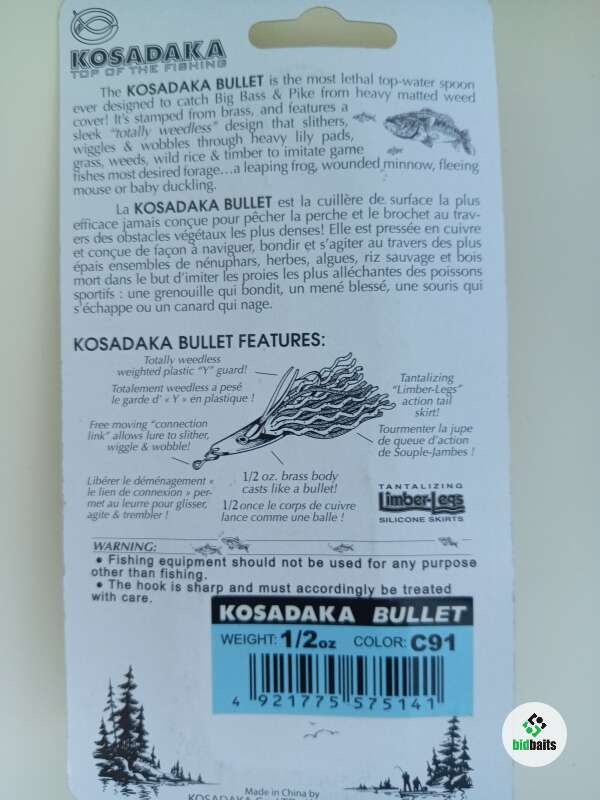 KOSADAKA
TOP OF THE FISHING
The KOSADAKA BULLET is the most lethal top-water spoon
ever designed to catch Big Bass & Pike from heavy matted weed
cover! It's stamped from brass, and features a
sleek "totally weedless" design that slithers,
wiggles & wobbles through heavy lily pads,
grass, weeds, wild rice & timber to imitate game
fishes most desired forage...a leaping frog, wounded minnow, fleeing
mouse or baby duckling.
La KOSADAKA BULLET est la cuillère de surface la plus
efficace jamais conçue pour pêcher la perche et le brochet au trav-
ers des obstacles végétaux les plus denses! Elle est pressée en cuivre
et conçue de façon à naviguer, bondir et s'agiter au travers des plus
épais ensembles de nénuphars, herbes, algues, riz sauvage et bois
mort dans le but d'imiter les proies les plus alléchantes des poissons
sportifs : une grenouille qui bondit, un mené blessé, une souris qui
s'échappe ou un canard qui nage.
KOSADAKA BULLET FEATURES:
Totally weedless
weighted plastic "Y" guard!
Totalement weedless a pesé
le garde d' « Y » en plastique !
Free moving "connection
link" allows lure to slither,
wiggle & wobble!
Libérer le déménagement «
le lien de connexion » per-
met au leurre pour glisser,
agite & trembler !
1/2 oz. brass body
casts like a bullet!
1/2 once le corps de cuivre
lance comme une balle !
Tantalizing
"Limber-Legs"
action tail
skirt!
Tourmenter la jupe
de queue d'action
de Souple-Jambes !
TANTALIZING
Limber-Legs
SILICONE SKIRTS
WARNING:
• Fishing equipment should not be used for any purpose
other than fishing.
• The hook is sharp and must accordingly be treated
with care.
KOSADAKA BULLET
WEIGHT: 1/2oz COLOR: C91
4 921775 575141
Made in China by
KOSADAKA Co., LTD
bidbaits